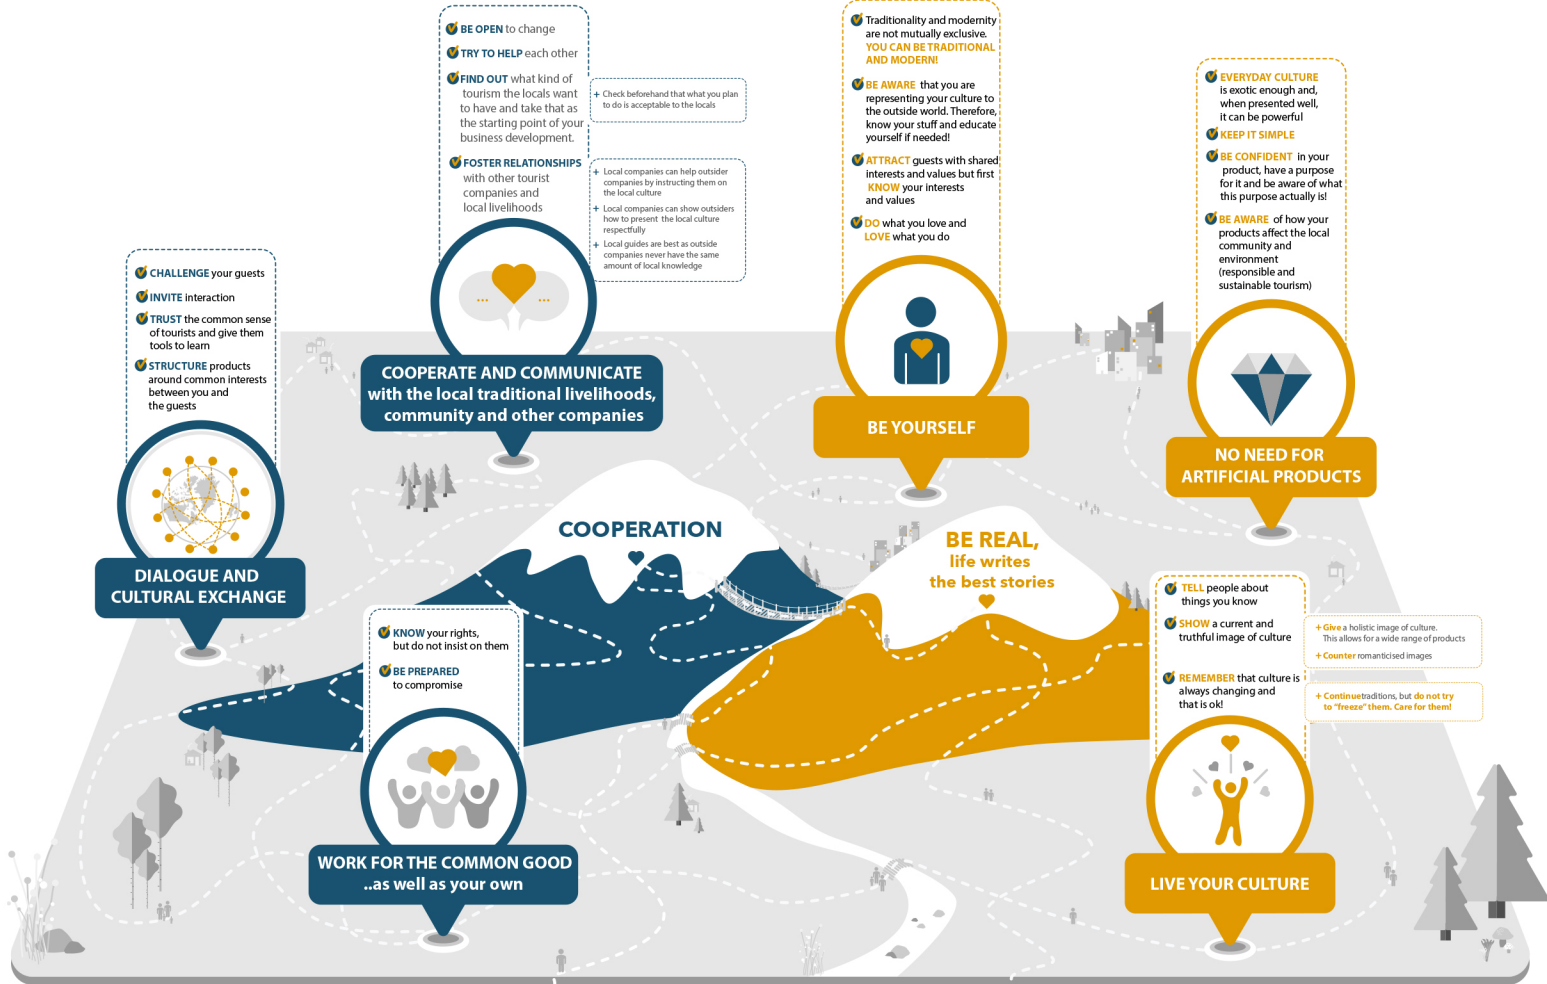 BE OPEN to change
TRY TO HELP each other
FIND OUT what kind of
tourism the locals want
to have and take that as
the starting point of your
business development.
+ Check beforehand that what you plan
to do is acceptable to the locals
FOSTER RELATIONSHIPS
with other tourist
companies and
local livelihoods
+ Local companies can help outsider
companies by instructing them on
the local culture
+ Local companies can show outsiders
how to present the local culture
respectfully
+ Local guides are best as outside
companies never have the same
amount of local knowledge
COOPERATE AND COMMUNICATE
with the local traditional livelihoods,
community and other companies
Traditionality and modernity
are not mutually exclusive.
YOU CAN BE TRADITIONAL
AND MODERN!
BE AWARE that you are
representing your culture to
the outside world. Therefore,
know your stuff and educate
yourself if needed!
ATTRACT guests with shared
interests and values but first
KNOW your interests
and values
DO what you love and
LOVE what you do
BE YOURSELF
EVERYDAY CULTURE
is exotic enough and,
when presented well,
it can be powerful
KEEP IT SIMPLE
BE CONFIDENT in your
product, have a purpose
for it and be aware of what
this purpose actually is!
BE AWARE of how your
products affect the local
community and
environment
(responsible and
sustainable tourism)
NO NEED FOR
ARTIFICIAL PRODUCTS
CHALLENGE your guests
INVITE interaction
TRUST the common sense
of tourists and give them
tools to learn
STRUCTURE products
around common interests
between you and
the guests
DIALOGUE AND
CULTURAL EXCHANGE
COOPERATION
BE REAL,
life writes
the best stories
KNOW your rights,
but do not insist on them
BE PREPARED
to compromise
WORK FOR THE COMMON GOOD
..as well as your own
TELL people about
things you know
SHOW a current and
truthful image of culture
+ Give a holistic image of culture.
This allows for a wide range of products
+ Counter romanticised images
REMEMBER that culture is
always changing and
that is ok!
+ Continuetraditions, but do not try
to "freeze" them. Care for them!
LIVE YOUR CULTURE